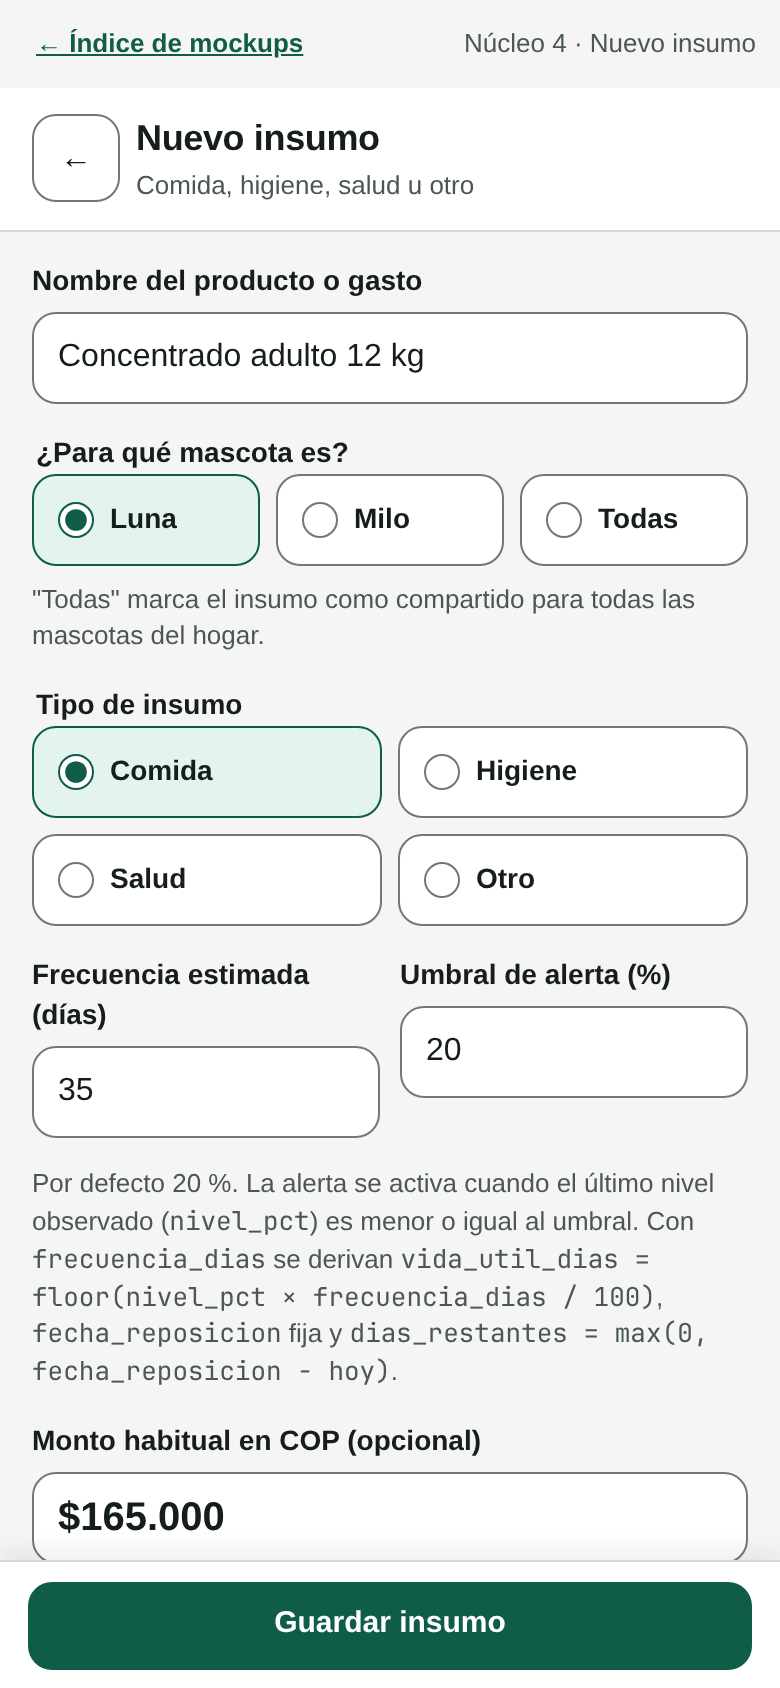 ← Índice de mockups
Núcleo 4 · Nuevo insumo
←
Nuevo insumo
Comida, higiene, salud u otro
Nombre del producto o gasto
Concentrado adulto 12 kg
¿Para qué mascota es?
Luna
Milo
Todas
"Todas" marca el insumo como compartido para todas las
mascotas del hogar.
Tipo de insumo
Comida
Higiene
Salud
Otro
Frecuencia estimada
(días)
35
Umbral de alerta (%)
20
Por defecto 20 %. La alerta se activa cuando el último nivel
observado (nivel_pct) es menor o igual al umbral. Con
frecuencia_dias se derivan vida_util_dias =
floor(nivel_pct × frecuencia_dias / 100),
fecha_reposicion fija y dias_restantes = max(0,
fecha_reposicion - hoy).
Monto habitual en COP (opcional)
$165.000
Guardar insumo